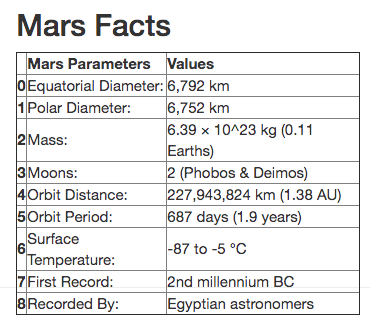 Mars Facts
Mars Parameters Values
0 Equatorial Diameter: 6,792 km
1 Polar Diameter: 6,752 km
2 Mass: 6.39 × 10^23 kg (0.11
Earths)
3 Moons: 2 (Phobos & Deimos)
4 Orbit Distance: 227,943,824 km (1.38 AU)
5 Orbit Period: 687 days (1.9 years)
6 Surface
Temperature: -87 to -5 °C
7 First Record: 2nd millennium BC
8 Recorded By: Egyptian astronomers